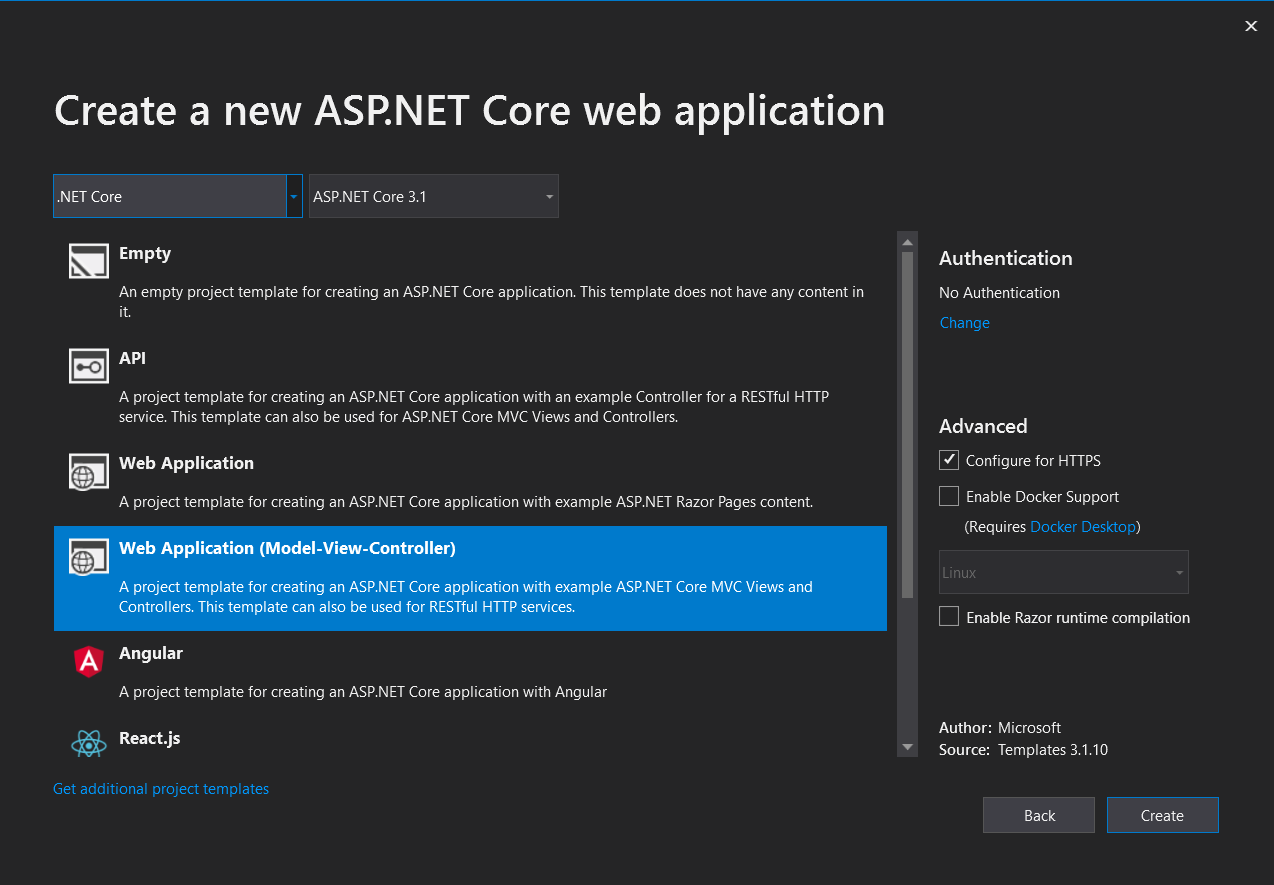 Create a new ASP.NET Core web application
.NET Core
ASP.NET Core 3.1
Empty
An empty project template for creating an ASP.NET Core application. This template does not have any content in
it.
API
A project template for creating an ASP.NET Core application with an example Controller for a RESTful HTTP
service. This template can also be used for ASP.NET Core MVC Views and Controllers.
Web Application
A project template for creating an ASP.NET Core application with example ASP.NET Razor Pages content.
Web Application (Model-View-Controller)
A project template for creating an ASP.NET Core application with example ASP.NET Core MVC Views and
Controllers. This template can also be used for RESTful HTTP services.
Angular
A project template for creating an ASP.NET Core application with Angular
React.js
Get additional project templates
Authentication
No Authentication
Change
Advanced
Configure for HTTPS
Enable Docker Support
(Requires Docker Desktop)
Linux
Enable Razor runtime compilation
Author: Microsoft
Source: Templates 3.1.10
Back
Create